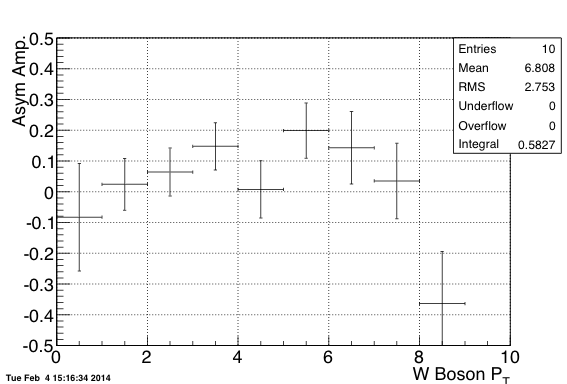 Asym Amp.
0.5
0.4
0.3
0.2
0.1
0
-0.1
-0.2
-0.3
-0.4
-0.5
Entries 10
Mean 6.808
RMS 2.753
Underflow 0
Overflow 0
Integral 0.5827
0 2 4 6 8 10
W Boson P_T
Tue Feb 4 15:16:34 2014